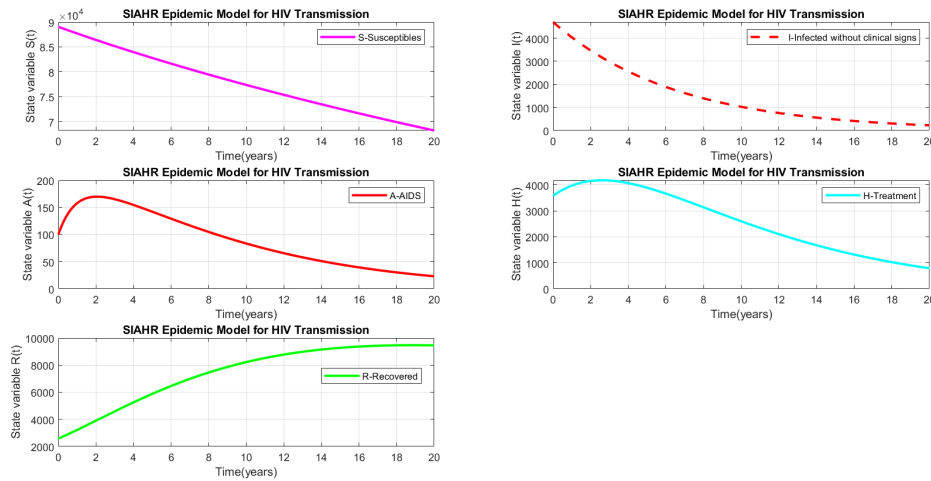 SIAHR Epidemic Model for HIV Transmission
×10⁴
State variable S(t)
9
8.5
8
7.5
7
S-Susceptibles
0 2 4 6 8 10 12 14 16 18 20
Time(years)
SIAHR Epidemic Model for HIV Transmission
State variable I(t)
4000
3000
2000
1000
0
I-Infected without clinical signs
0 2 4 6 8 10 12 14 16 18 20
Time(years)
SIAHR Epidemic Model for HIV Transmission
State variable A(t)
200
150
100
50
0
A-AIDS
0 2 4 6 8 10 12 14 16 18 20
Time(years)
SIAHR Epidemic Model for HIV Transmission
State variable H(t)
4000
3000
2000
1000
0
H-Treatment
0 2 4 6 8 10 12 14 16 18 20
Time(years)
SIAHR Epidemic Model for HIV Transmission
State variable R(t)
10000
8000
6000
4000
2000
R-Recovered
0 2 4 6 8 10 12 14 16 18 20
Time(years)